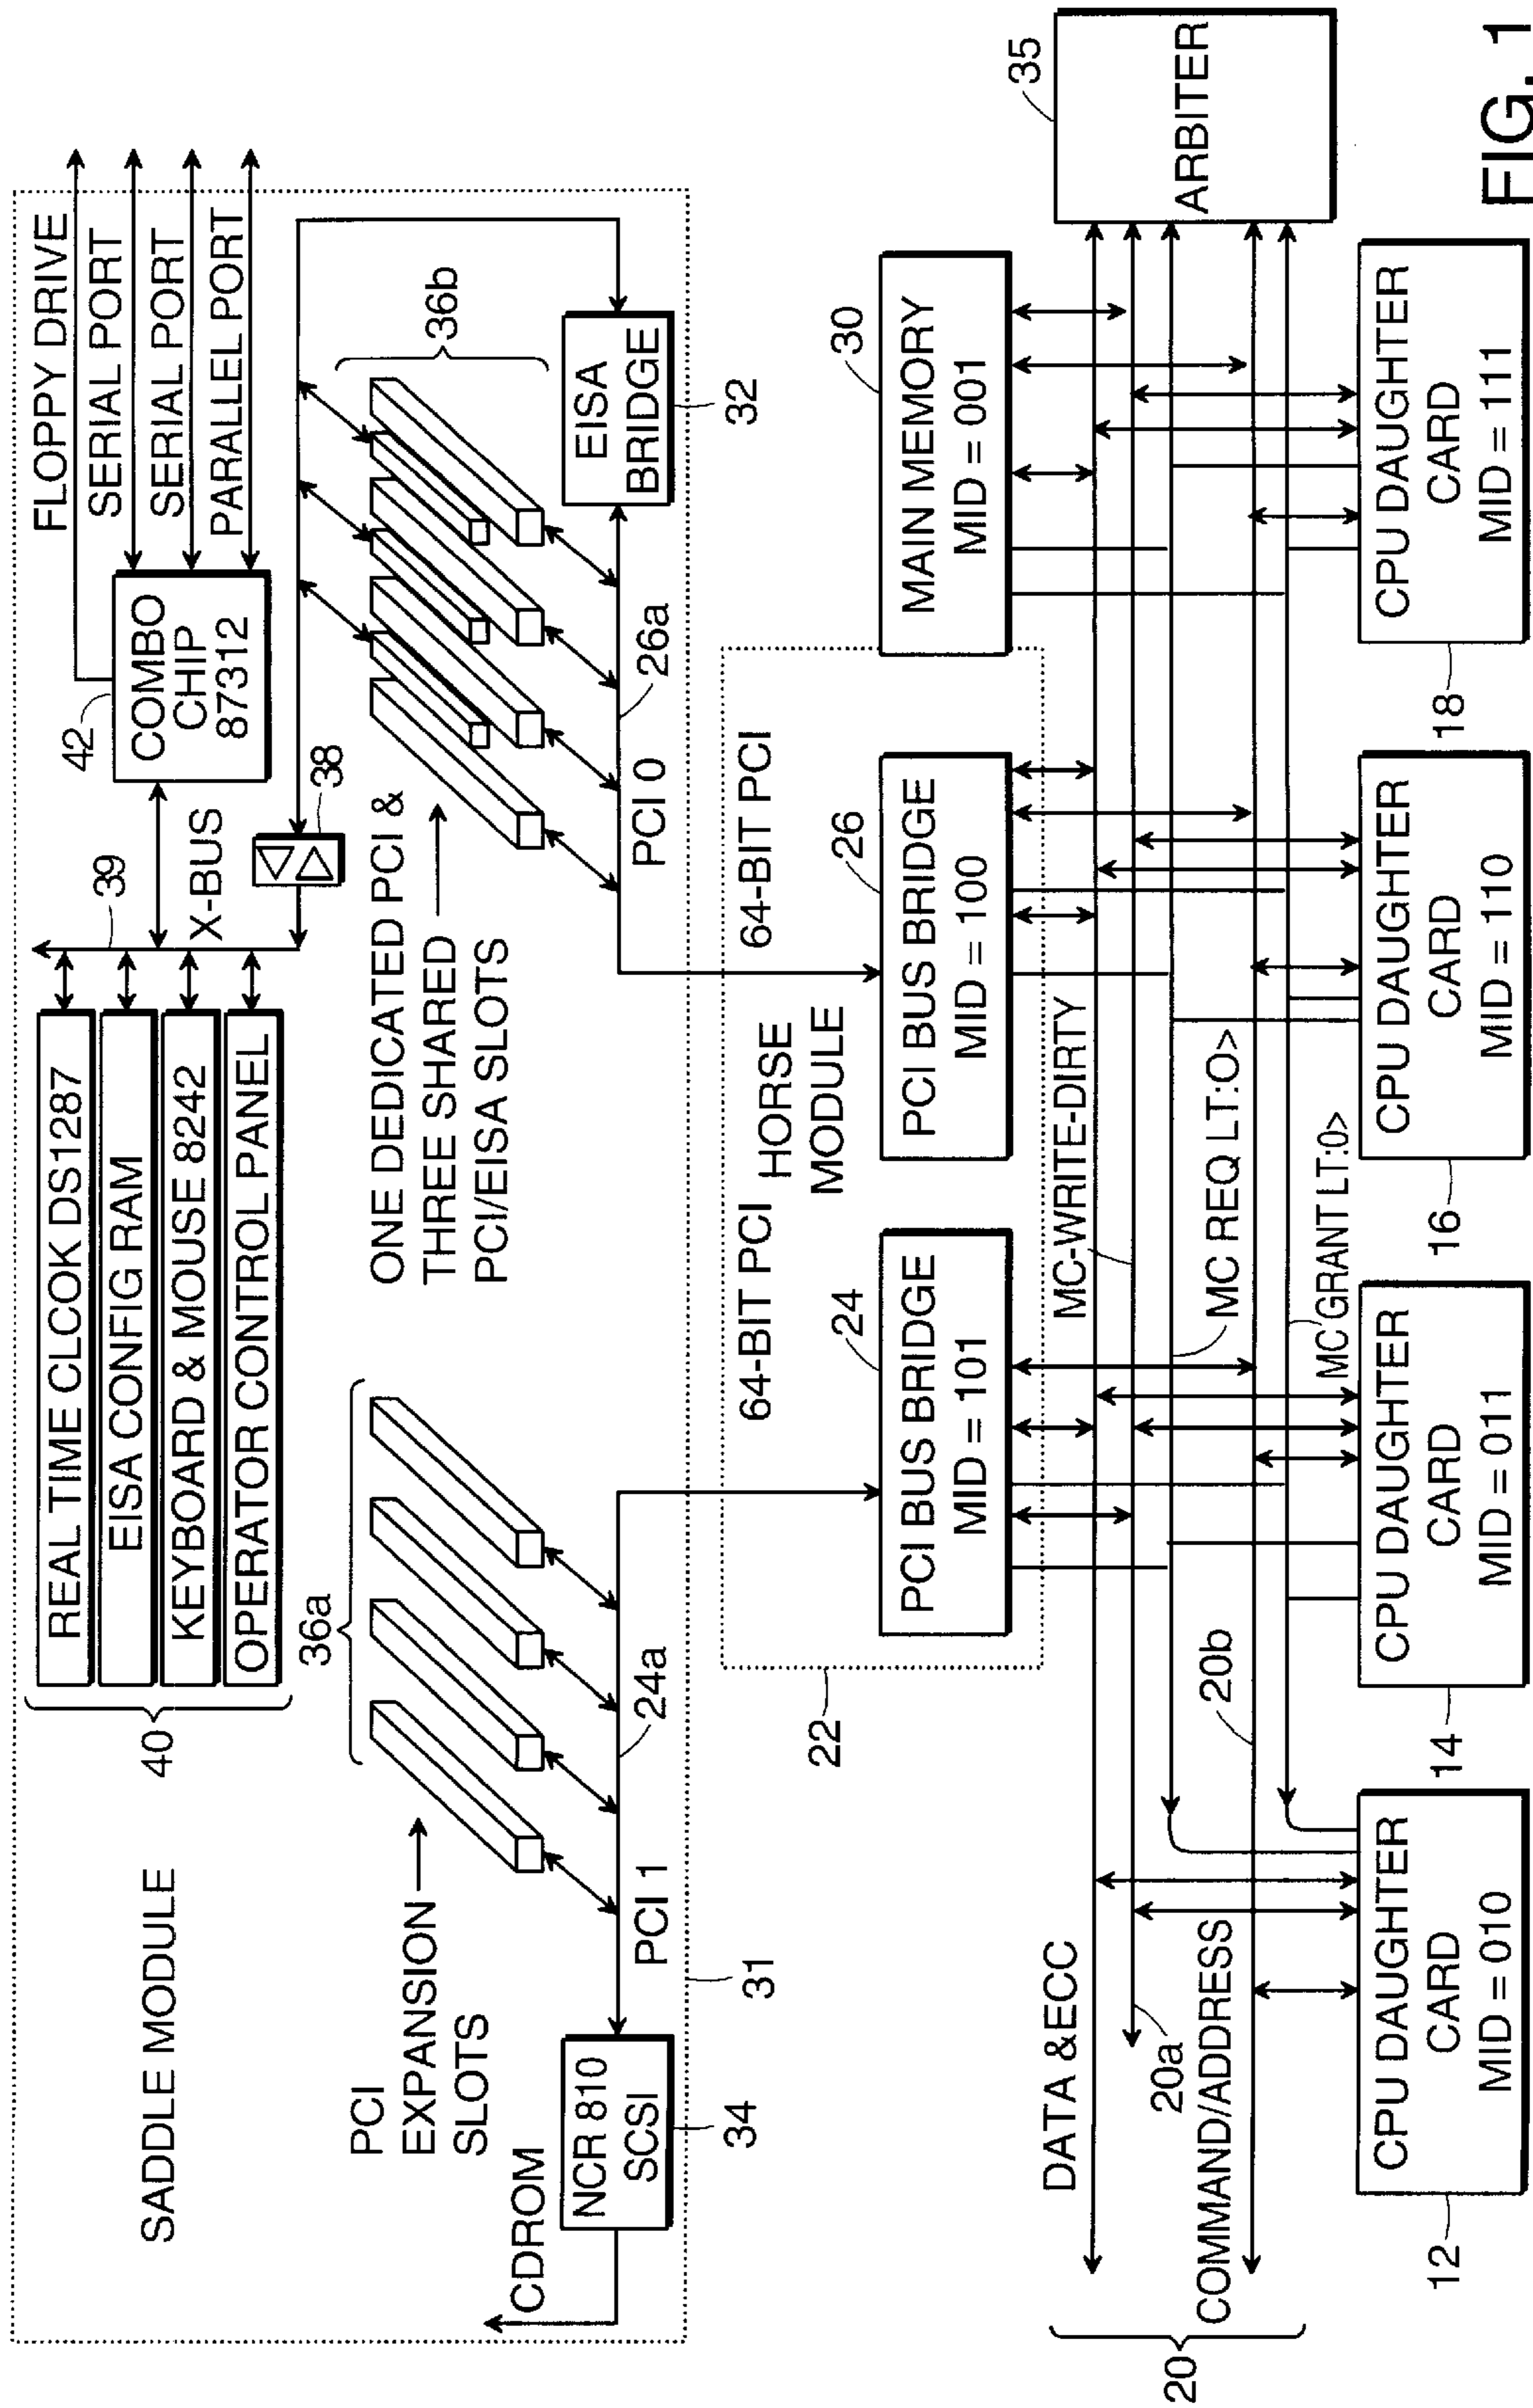 SADDLE MODULE
40
REAL TIME CLCOK DS1287
EISA CONFIG RAM
KEYBOARD & MOUSE 8242
OPERATOR CONTROL PANEL
39
X-BUS
42
COMBO
CHIP
87312
FLOPPY DRIVE
SERIAL PORT
SERIAL PORT
PARALLEL PORT
38
PCI
EXPANSION
SLOTS
36a
ONE DEDICATED PCI &
THREE SHARED
PCI/EISA SLOTS
36b
CDROM
NCR 810
SCSI
34
PCI 1
24a
PCI 0
26a
EISA
BRIDGE
32
31
64-BIT PCI
64-BIT PCI
HORSE
MODULE
22
24
PCI BUS BRIDGE
MID = 101
26
PCI BUS BRIDGE
MID = 100
30
MAIN MEMORY
MID = 001
35
ARBITER
20
DATA &ECC
20a
COMMAND/ADDRESS
20b
MC-WRITE-DIRTY
MC REQ LT:O>
MC GRANT LT:0>
12
CPU DAUGHTER
CARD
MID = 010
14
CPU DAUGHTER
CARD
MID = 011
16
CPU DAUGHTER
CARD
MID = 110
18
CPU DAUGHTER
CARD
MID = 111
FIG. 1